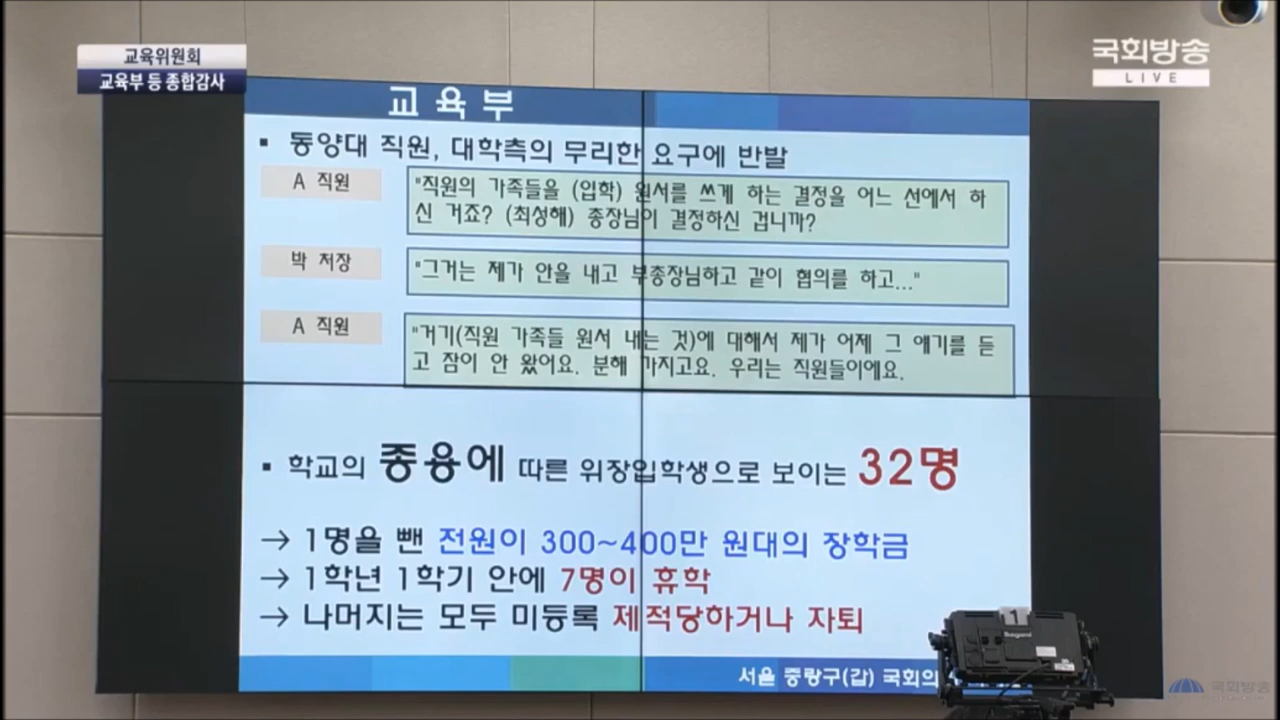 교육위원회
교육부 등 종합감사
국회방송
LIVE
교육부
▪ 동양대 직원, 대학측의 무리한 요구에 반발
A 직원
"직원의 가족들을 (입학) 원서를 쓰게 하는 결정을 어느 선에서 하
신 거죠? (최성해) 총장님이 결정하신 겁니까?
박 저장
"그거는 제가 안을 내고 부총장님하고 같이 협의를 하고..."
A 직원
"거기(직원 가족들 원서 내는 것)에 대해서 제가 어제 그 얘기를 듣
고 잠이 안 왔어요. 분해 가지고요. 우리는 직원들이에요.
▪ 학교의 종용에 따른 위장입학생으로 보이는 32명
→ 1명을 뺀 전원이 300~400만 원대의 장학금
→ 1학년 1학기 안에 7명이 휴학
→ 나머지는 모두 미등록 제적당하거나 자퇴
서울 중랑구(갑) 국회의
1
Ikegami
국회방송